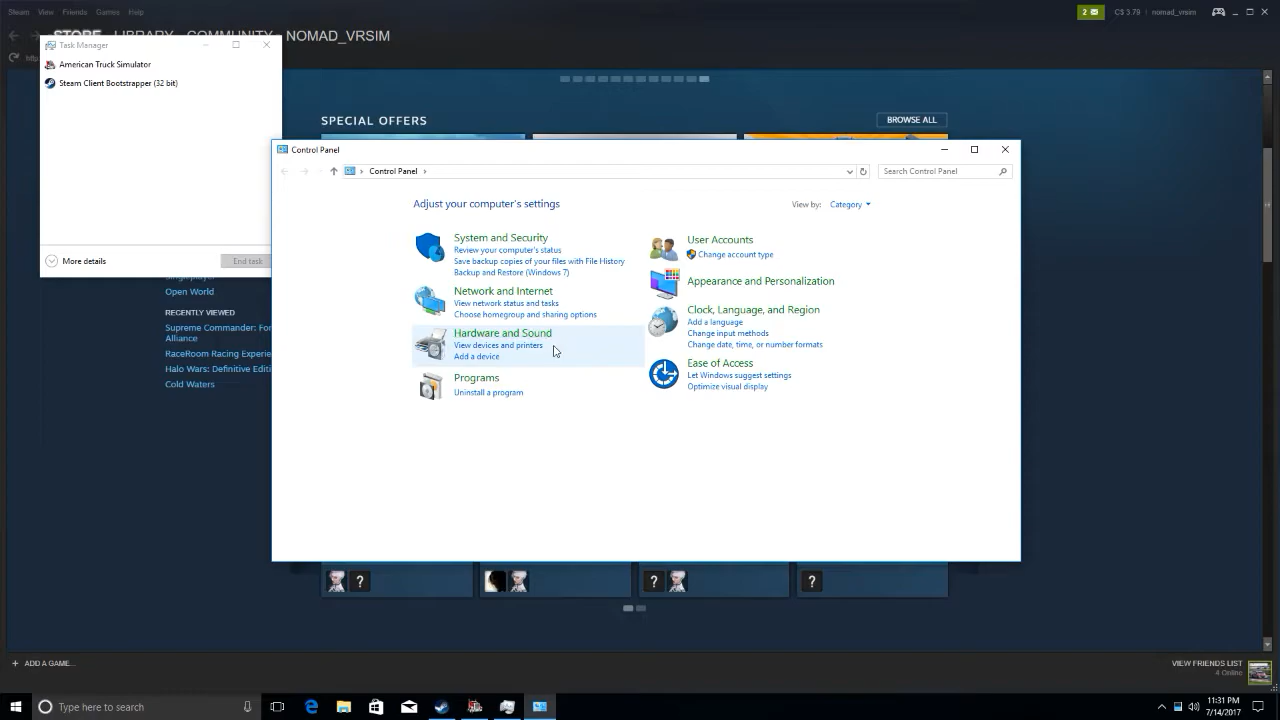 Steam View Friends Games Help
2
C$ 3.78 nomad_vrsim
STORE LIBRARY COMMUNITY NOMAD_VRSIM
Task Manager
American Truck Simulator
Steam Client Bootstrapper (32 bit)
More details
End task
SPECIAL OFFERS
BROWSE ALL
Control Panel
Control Panel
Search Control Panel
Adjust your computer's settings
View by: Category
System and Security
Review your computer's status
Save backup copies of your files with File History
Backup and Restore (Windows 7)
Network and Internet
View network status and tasks
Choose homegroup and sharing options
Hardware and Sound
View devices and printers
Add a device
Programs
Uninstall a program
User Accounts
Change account type
Appearance and Personalization
Clock, Language, and Region
Add a language
Change input methods
Change date, time, or number formats
Ease of Access
Let Windows suggest settings
Optimize visual display
Open World
RECENTLY VIEWED
Supreme Commander: For
Alliance
RaceRoom Racing Experie
Halo Wars: Definitive Editi
Cold Waters
? ? ?
+ ADD A GAME...
VIEW FRIENDS LIST
4 Online
Type here to search
11:31 PM
7/14/2017